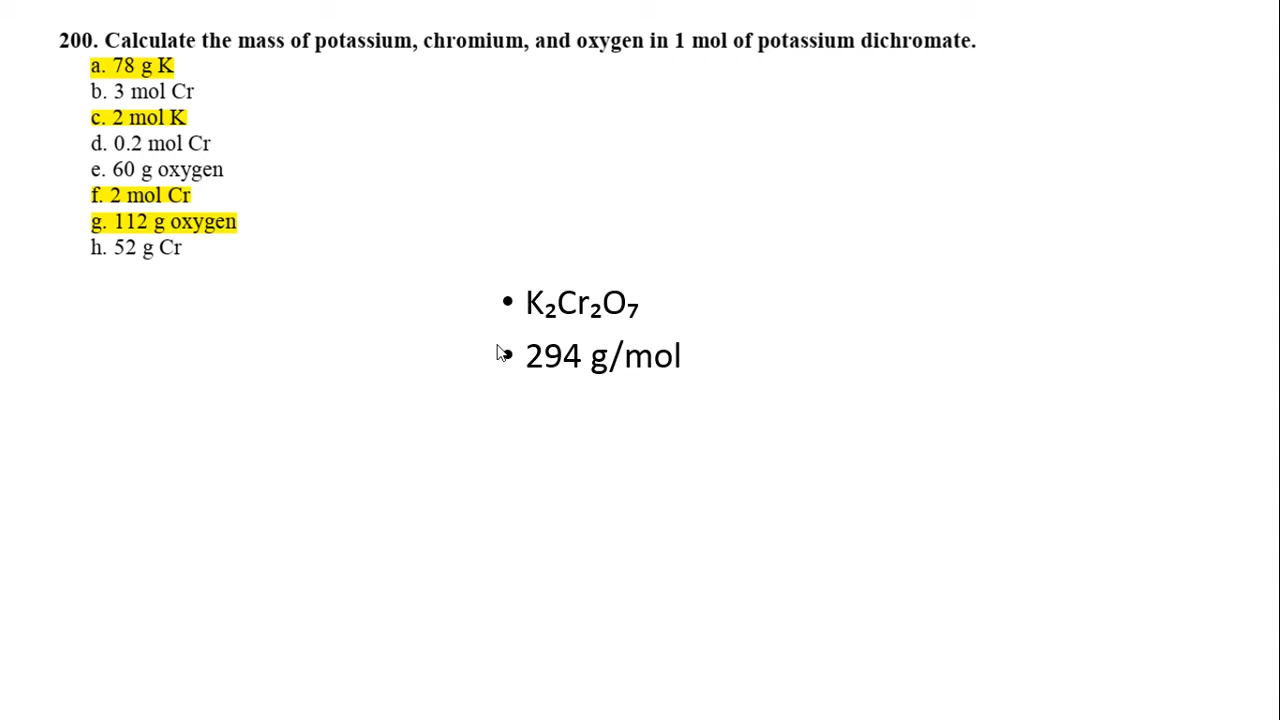 200. Calculate the mass of potassium, chromium, and oxygen in 1 mol of potassium dichromate.
a. 78 g K
b. 3 mol Cr
c. 2 mol K
d. 0.2 mol Cr
e. 60 g oxygen
f. 2 mol Cr
g. 112 g oxygen
h. 52 g Cr
• K₂Cr₂O₇
• 294 g/mol